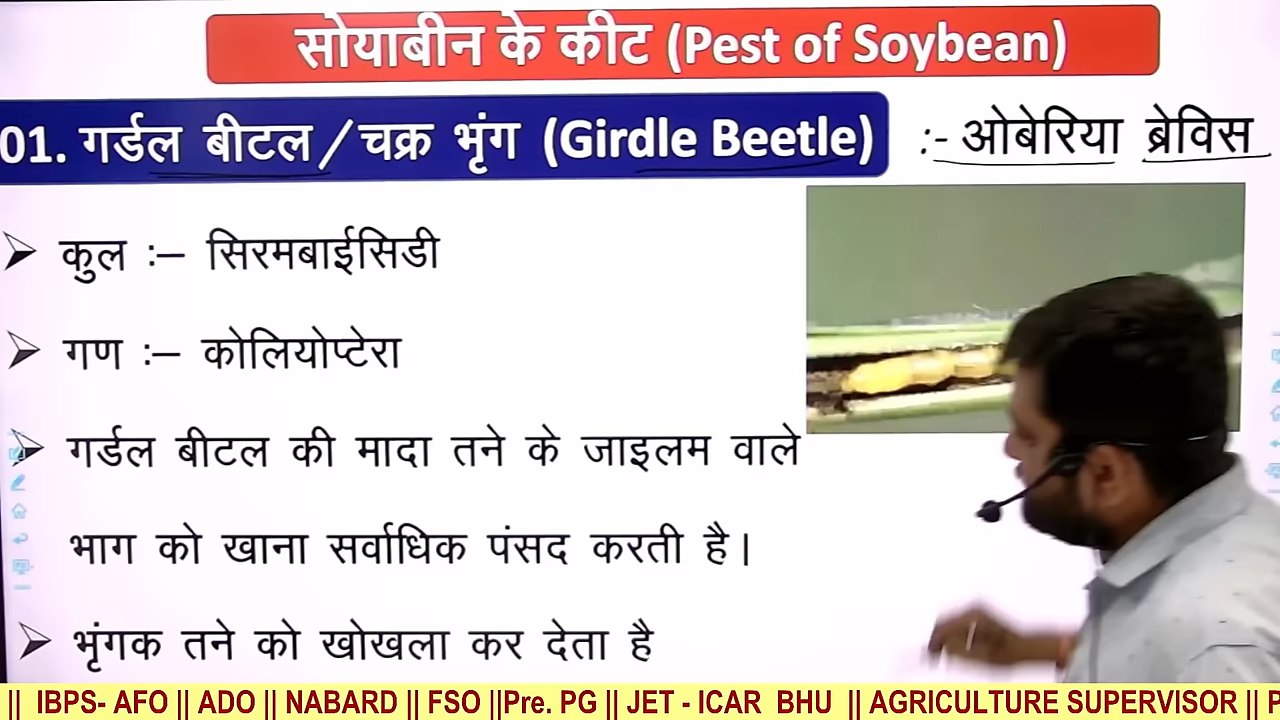 सोयाबीन के कीट (Pest of Soybean)
01. गर्डल बीटल/चक्र भृंग (Girdle Beetle) :- ओबेरिया ब्रेविस
➢ कुल :– सिरमबाईसिडी
➢ गण :– कोलियोप्टेरा
➢ गर्डल बीटल की मादा तने के जाइलम वाले
भाग को खाना सर्वाधिक पंसद करती है।
➢ भृंगक तने को खोखला कर देता है
|| IBPS- AFO || ADO || NABARD || FSO ||Pre. PG || JET - ICAR BHU || AGRICULTURE SUPERVISOR || P